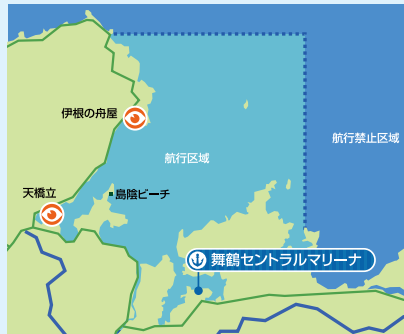 伊根の舟屋
航行禁止区域
航行区域
天橋立
島陰ビーチ
舞鶴セントラルマリーナ